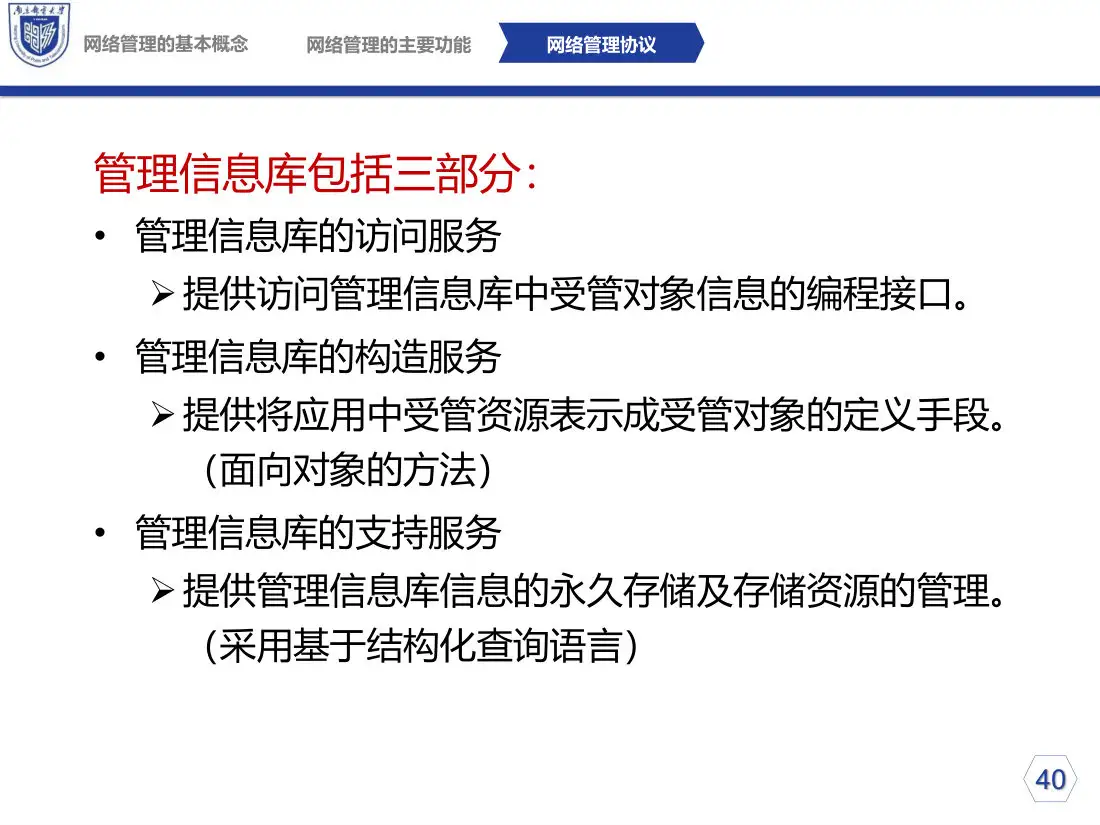 南京邮电大学
网络管理的基本概念
网络管理的主要功能
网络管理协议
管理信息库包括三部分：
• 管理信息库的访问服务
➢ 提供访问管理信息库中受管对象信息的编程接口。
• 管理信息库的构造服务
➢ 提供将应用中受管资源表示成受管对象的定义手段。
（面向对象的方法）
• 管理信息库的支持服务
➢ 提供管理信息库信息的永久存储及存储资源的管理。
（采用基于结构化查询语言）
40